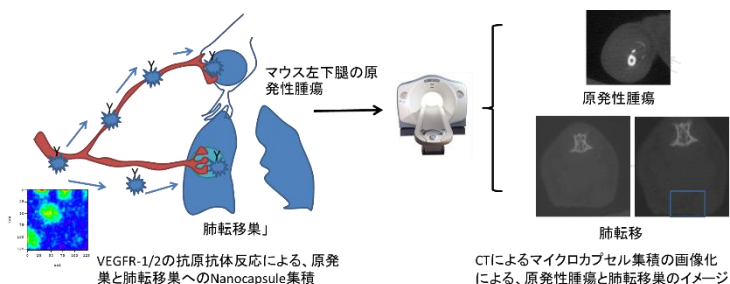 Y
Y
Y
Y
Y
Y
マウス左下腿の原
発性腫瘍
原発性腫瘍
肺転移巣」
肺転移
VEGFR-1/2の抗原抗体反応による、原発
巣と肺転移巣へのNanocapsule集積
CTによるマイクロカプセル集積の画像化
による、原発性腫瘍と肺転移巣のイメージ